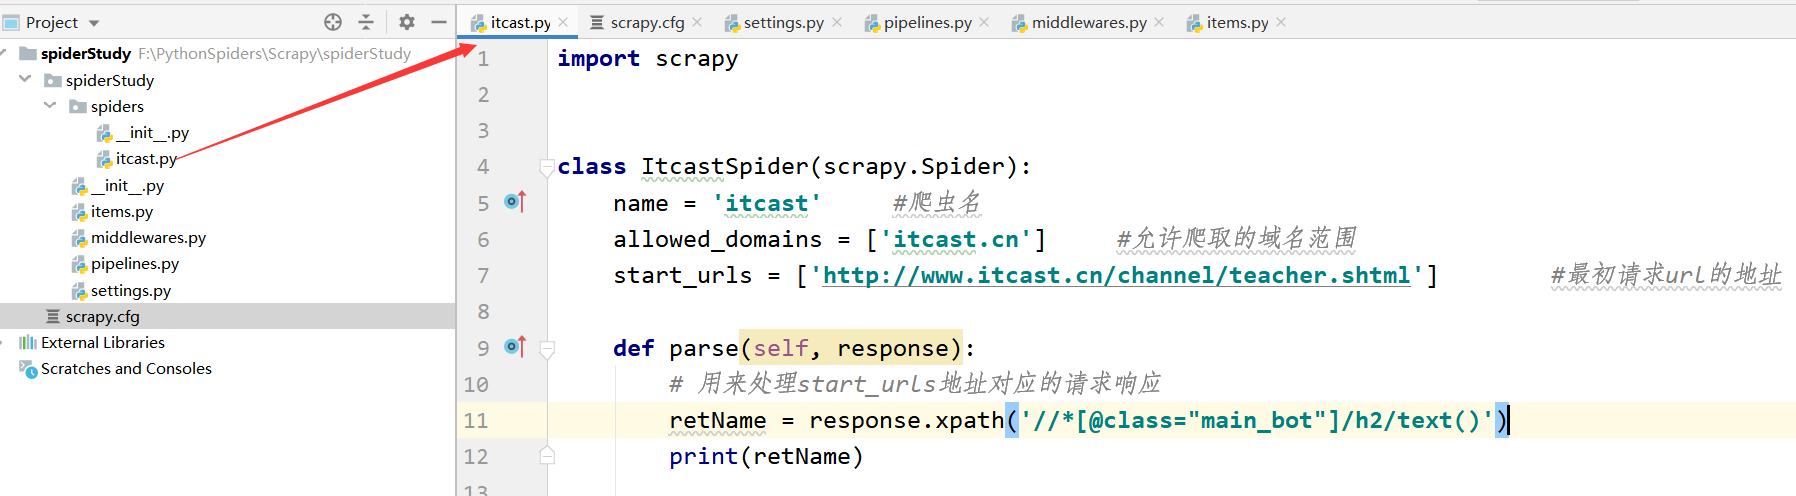 Project
spiderStudy F:\PythonSpiders\Scrapy\spiderStudy
spiderStudy
spiders
__init__.py
itcast.py
__init__.py
items.py
middlewares.py
pipelines.py
settings.py
scrapy.cfg
External Libraries
Scratches and Consoles
itcast.py scrapy.cfg settings.py pipelines.py middlewares.py items.py
1 import scrapy
2
3
4 class ItcastSpider(scrapy.Spider):
5 name = 'itcast' #爬虫名
6 allowed_domains = ['itcast.cn'] #允许爬取的域名范围
7 start_urls = ['http://www.itcast.cn/channel/teacher.shtml'] #最初请求url的地址
8
9 def parse(self, response):
10 # 用来处理start_urls地址对应的请求响应
11 retName = response.xpath('//*[@class="main_bot"]/h2/text()')
12 print(retName)
13